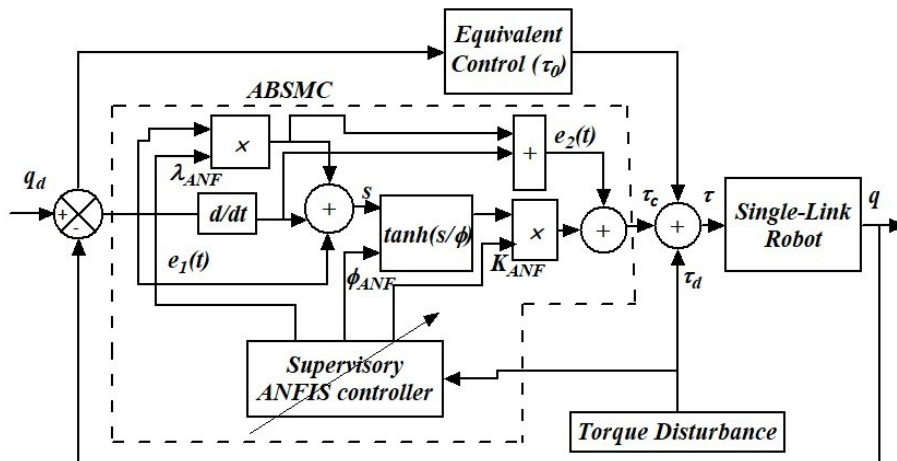 Equivalent
Control (τ0)
ABSMC
×
λANF
+
e2(t)
qd
+
-
d/dt
+
s
tanh(s/ϕ)
×
+
τc
+
τ
Single-Link
Robot
q
e1(t)
ϕANF
KANF
τd
Supervisory
ANFIS controller
Torque Disturbance